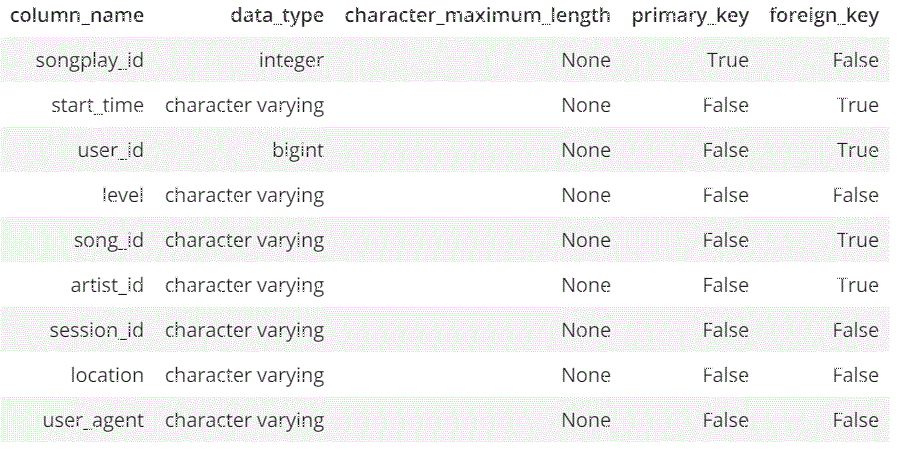 column_name data_type character_maximum_length primary_key foreign_key
songplay_id integer None True False
start_time character varying None False True
user_id bigint None False True
level character varying None False False
song_id character varying None False True
artist_id character varying None False True
session_id character varying None False False
location character varying None False False
user_agent character varying None False False